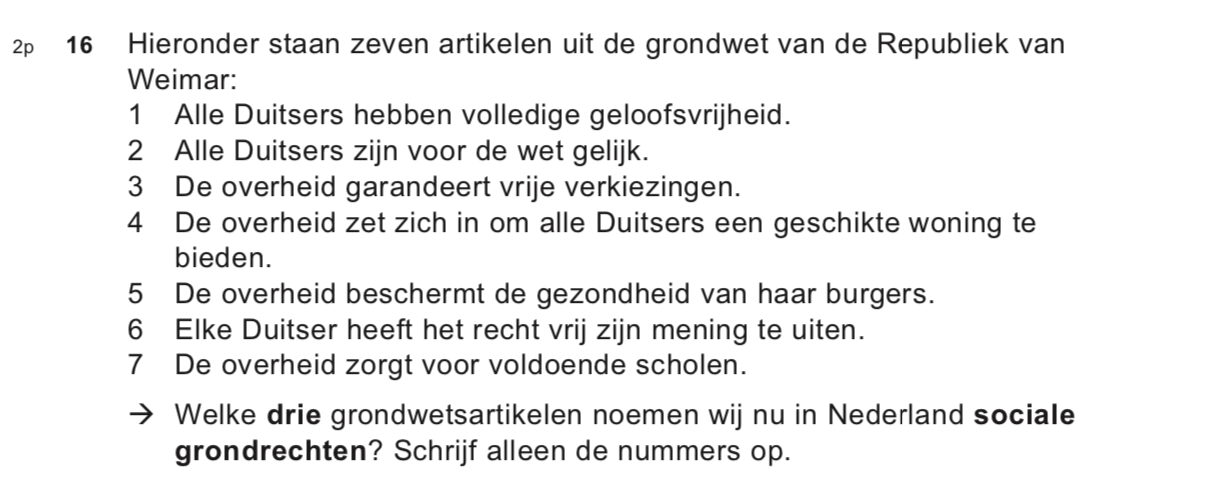 2p 16 Hieronder staan zeven artikelen uit de grondwet van de Republiek van
Weimar:
1 Alle Duitsers hebben volledige geloofsvrijheid.
2 Alle Duitsers zijn voor de wet gelijk.
3 De overheid garandeert vrije verkiezingen.
4 De overheid zet zich in om alle Duitsers een geschikte woning te
bieden.
5 De overheid beschermt de gezondheid van haar burgers.
6 Elke Duitser heeft het recht vrij zijn mening te uiten.
7 De overheid zorgt voor voldoende scholen.
→ Welke drie grondwetsartikelen noemen wij nu in Nederland sociale
grondrechten? Schrijf alleen de nummers op.